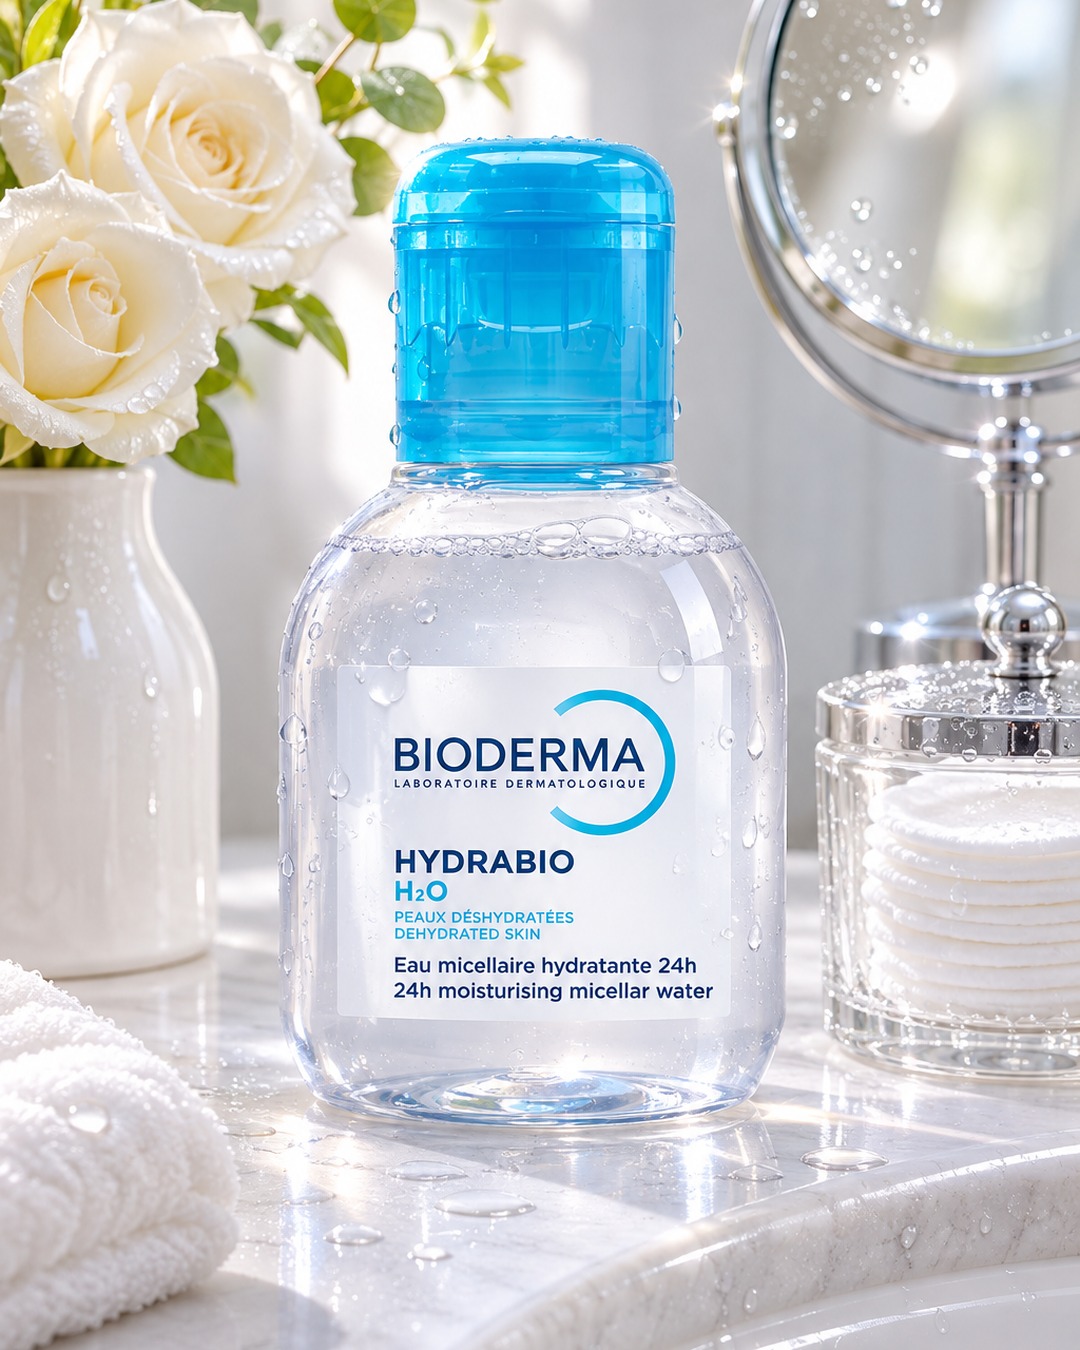 BIODERMA
LABORATOIRE DERMATOLOGIQUE
HYDRABIO
H₂O
PEAUX DÉSHYDRATÉES
DEHYDRATED SKIN
Eau micellaire hydratante 24h
24h moisturising micellar water